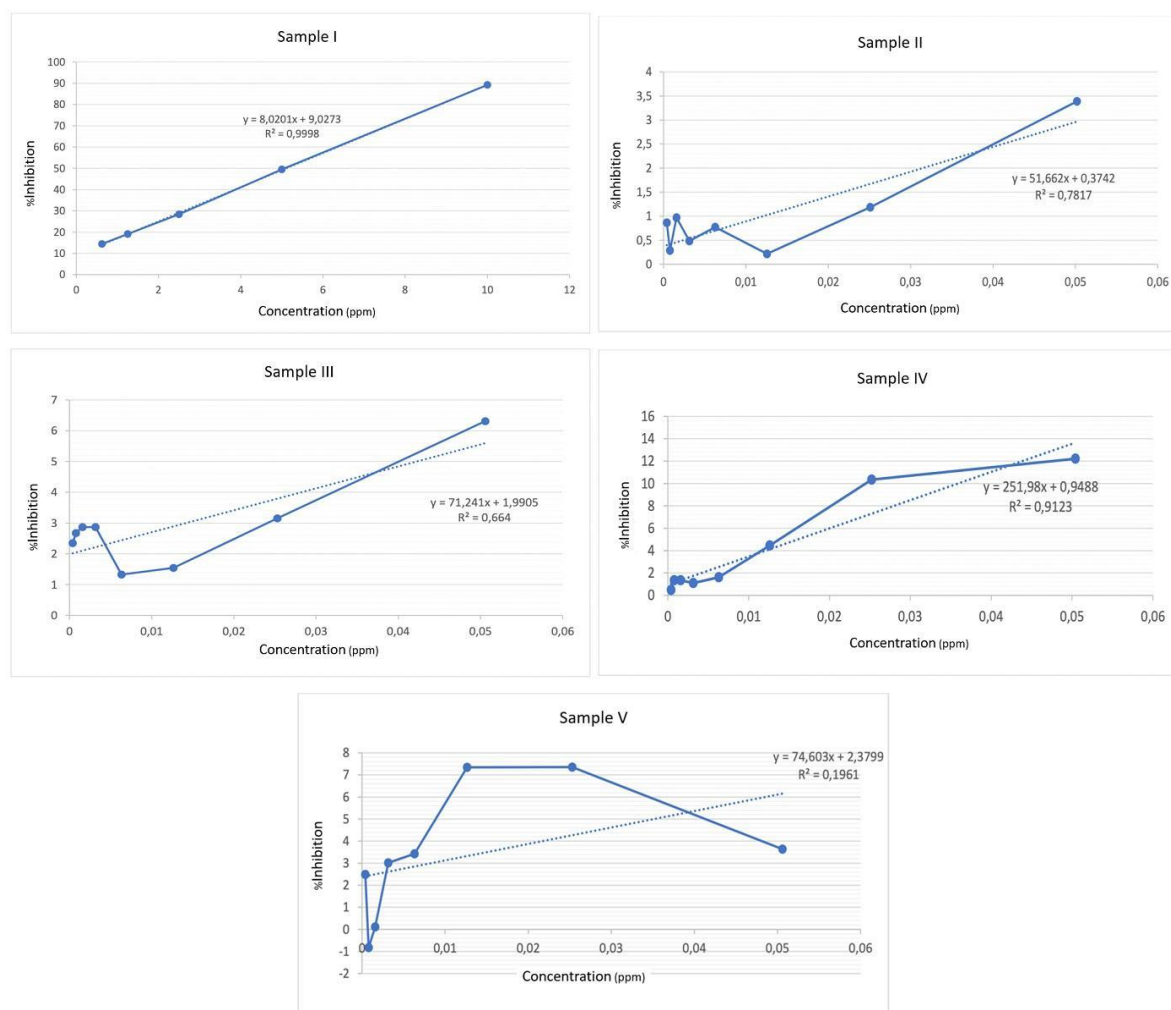 Sample I
100
90
80
70
60
50
40
30
20
10
0
y = 8,0201x + 9,0273
R² = 0,9998
%Inhibition
0 2 4 6 8 10 12
Concentration (ppm)
Sample II
4
3,5
3
2,5
2
1,5
1
0,5
0
y = 51,662x + 0,3742
R² = 0,7817
%Inhibition
0 0,01 0,02 0,03 0,04 0,05 0,06
Concentration (ppm)
Sample III
7
6
5
4
3
2
1
0
y = 71,241x + 1,9905
R² = 0,664
%Inhibition
0 0,01 0,02 0,03 0,04 0,05 0,06
Concentration (ppm)
Sample IV
16
14
12
10
8
6
4
2
0
y = 251,98x + 0,9488
R² = 0,9123
%Inhibition
0 0,01 0,02 0,03 0,04 0,05 0,06
Concentration (ppm)
Sample V
8
7
6
5
4
3
2
1
0
-1
-2
y = 74,603x + 2,3799
R² = 0,1961
%Inhibition
0 0,01 0,02 0,03 0,04 0,05 0,06
Concentration (ppm)